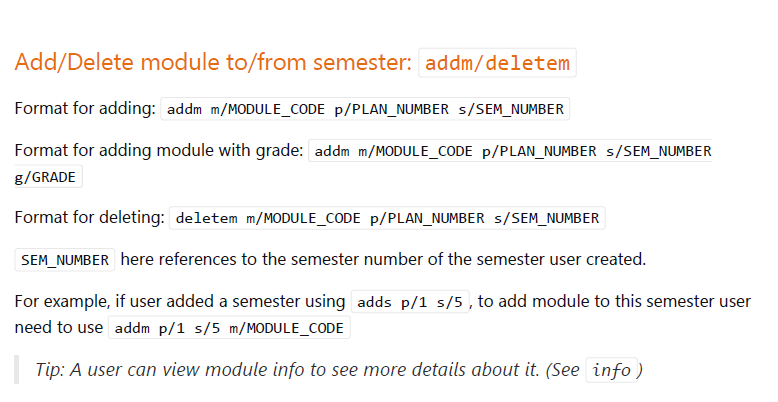 Add/Delete module to/from semester: addm/deletem
Format for adding: addm m/MODULE_CODE p/PLAN_NUMBER s/SEM_NUMBER
Format for adding module with grade: addm m/MODULE_CODE p/PLAN_NUMBER s/SEM_NUMBER
g/GRADE
Format for deleting: deletem m/MODULE_CODE p/PLAN_NUMBER s/SEM_NUMBER
SEM_NUMBER here references to the semester number of the semester user created.
For example, if user added a semester using adds p/1 s/5, to add module to this semester user
need to use addm p/1 s/5 m/MODULE_CODE
Tip: A user can view module info to see more details about it. (See info)